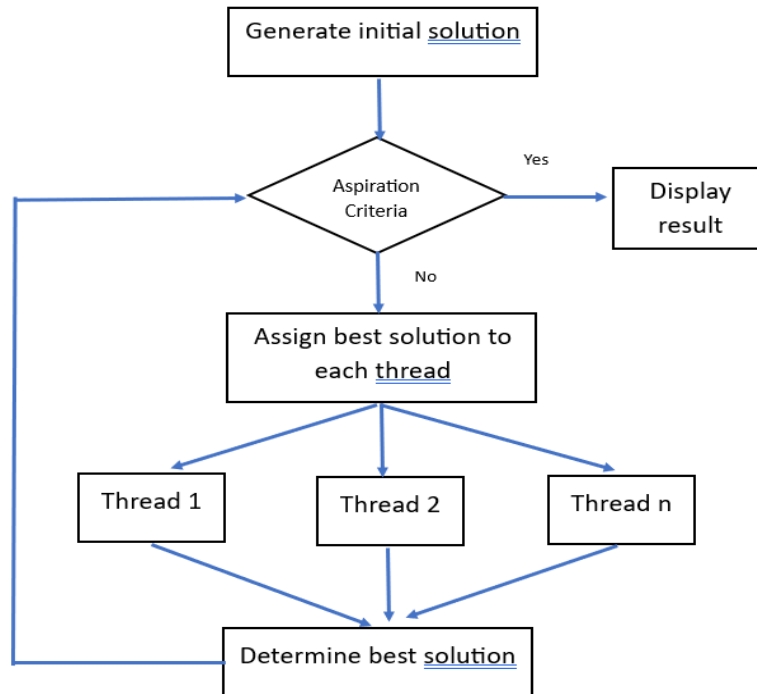 Generate initial solution
Aspiration
Criteria
Yes
Display
result
No
Assign best solution to
each thread
Thread 1
Thread 2
Thread n
Determine best solution